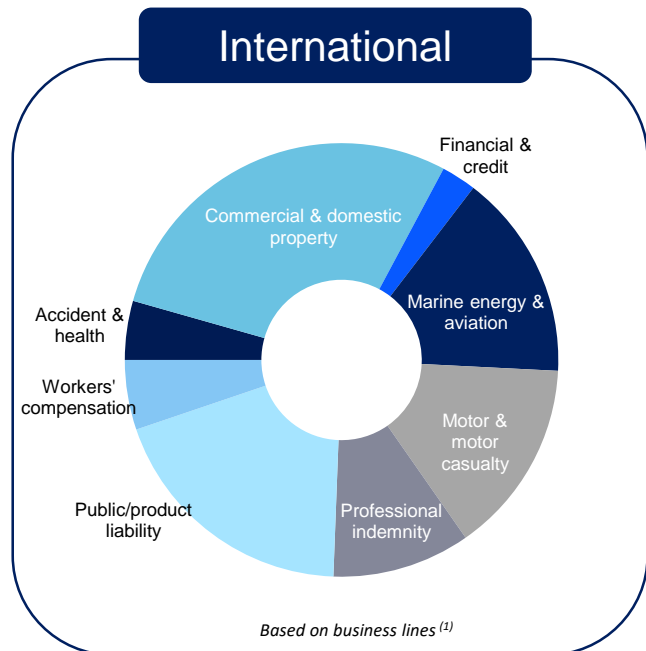 International
Financial &
credit
Commercial & domestic
property
Marine energy &
aviation
Accident &
health
Workers'
compensation
Motor &
motor
casualty
Public/product
liability
Professional
indemnity
Based on business lines (1)